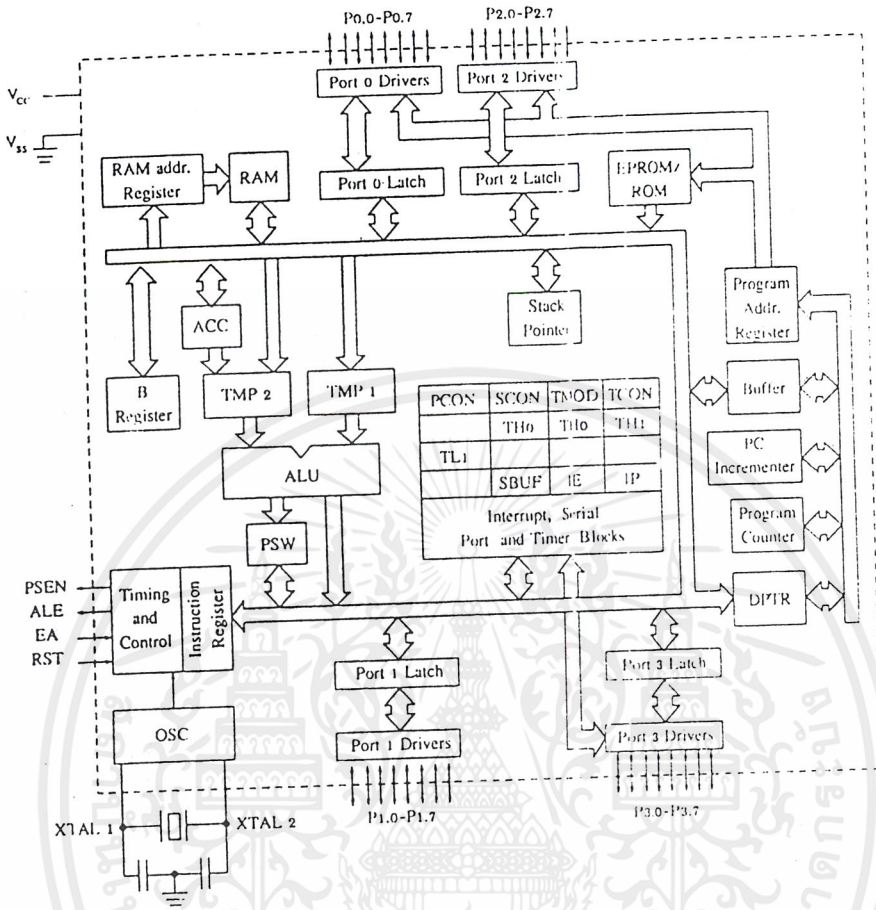 P0.0-P0.7
P2.0-P2.7
Port 0 Drivers
Port 2 Drivers
VCC
VSS
RAM addr.
Register
RAM
Port 0 Latch
Port 2 Latch
EPROM/
ROM
B
Register
ACC
TMP 2
TMP 1
Stack
Pointer
Program
Addr.
Register
Buffer
PC
Incrementer
Program
Counter
DPTR
ALU
PSW
PCON SCON TMOD TCON
TH0 TH0 TH1
TL1
SBUF IE IP
Interrupt, Serial
Port and Timer Blocks
PSEN
ALE
EA
RST
Timing
and
Control
Instruction
Register
OSC
Port 1 Latch
Port 3 Latch
Port 1 Drivers
Port 3 Drivers
XTAL 1
XTAL 2
P1.0-P1.7
P3.0-P3.7